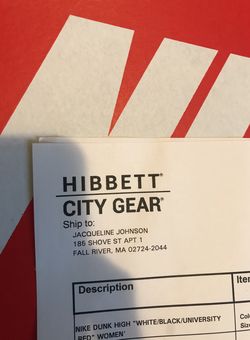 HIBBETT®
CITY GEAR®
Ship to:
JACQUELINE JOHNSON
185 SHOVE ST APT 1
FALL RIVER, MA 02724-2044
Description
NIKE DUNK HIGH "WHITE/BLACK/UNIVERSITY
RED" WOMEN'